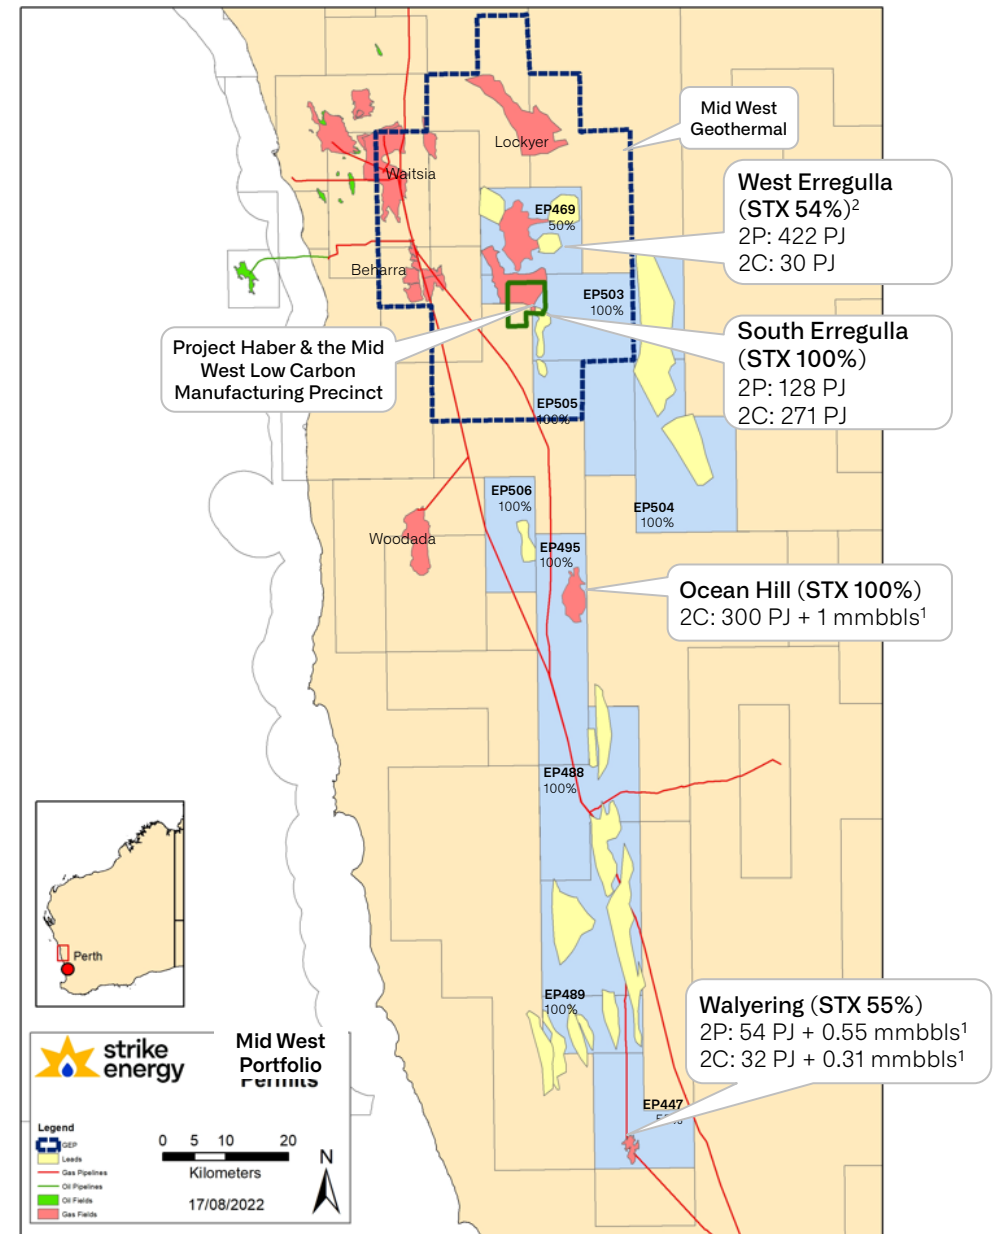 Mid West
Geothermal
Lockyer
Waitsia
West Erregulla
(STX 54%)²
2P: 422 PJ
2C: 30 PJ
EP469
50%
Beharra
EP503
100%
South Erregulla
(STX 100%)
2P: 128 PJ
2C: 271 PJ
Project Haber & the Mid
West Low Carbon
Manufacturing Precinct
EP505
100%
EP506
100%
EP504
100%
Woodada
EP495
100%
Ocean Hill (STX 100%)
2C: 300 PJ + 1 mmbbls¹
EP488
100%
Perth
EP489
100%
Walyering (STX 55%)
2P: 54 PJ + 0.55 mmbbls¹
2C: 32 PJ + 0.31 mmbbls¹
EP447
strike
energy
Mid West
Portfolio
Permits
Legend
GEP
Leads
Gas Pipelines
Oil Pipelines
Oil Fields
Gas Fields
0 5 10 20
Kilometers
17/08/2022
N